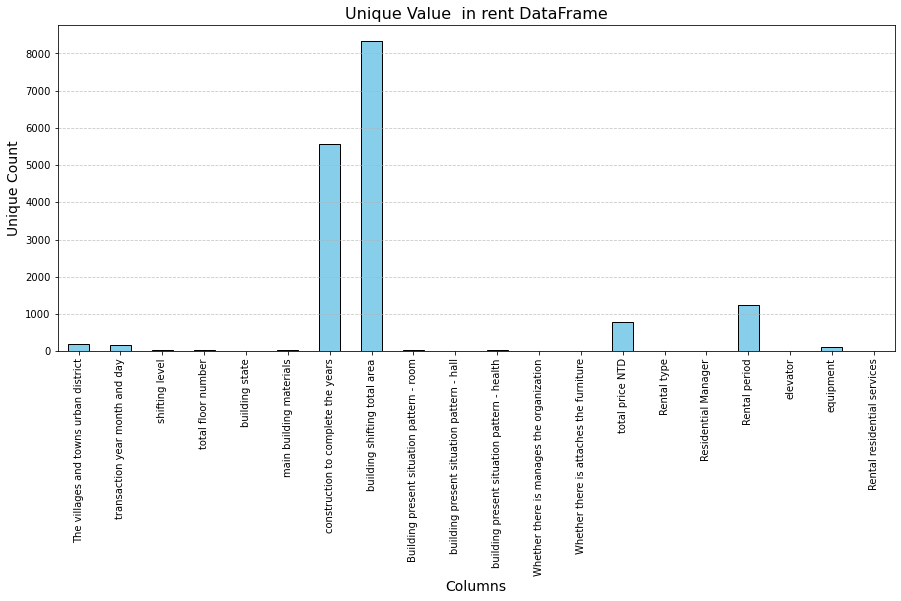 Unique Value  in rent DataFrame
Unique Count
8000
7000
6000
5000
4000
3000
2000
1000
0
The villages and towns urban district
transaction year month and day
shifting level
total floor number
building state
main building materials
construction to complete the years
building shifting total area
Building present situation pattern - room
building present situation pattern - hall
building present situation pattern - health
Whether there is manages the organization
Whether there is attaches the furniture
total price NTD
Rental type
Residential Manager
Rental period
elevator
equipment
Rental residential services
Columns